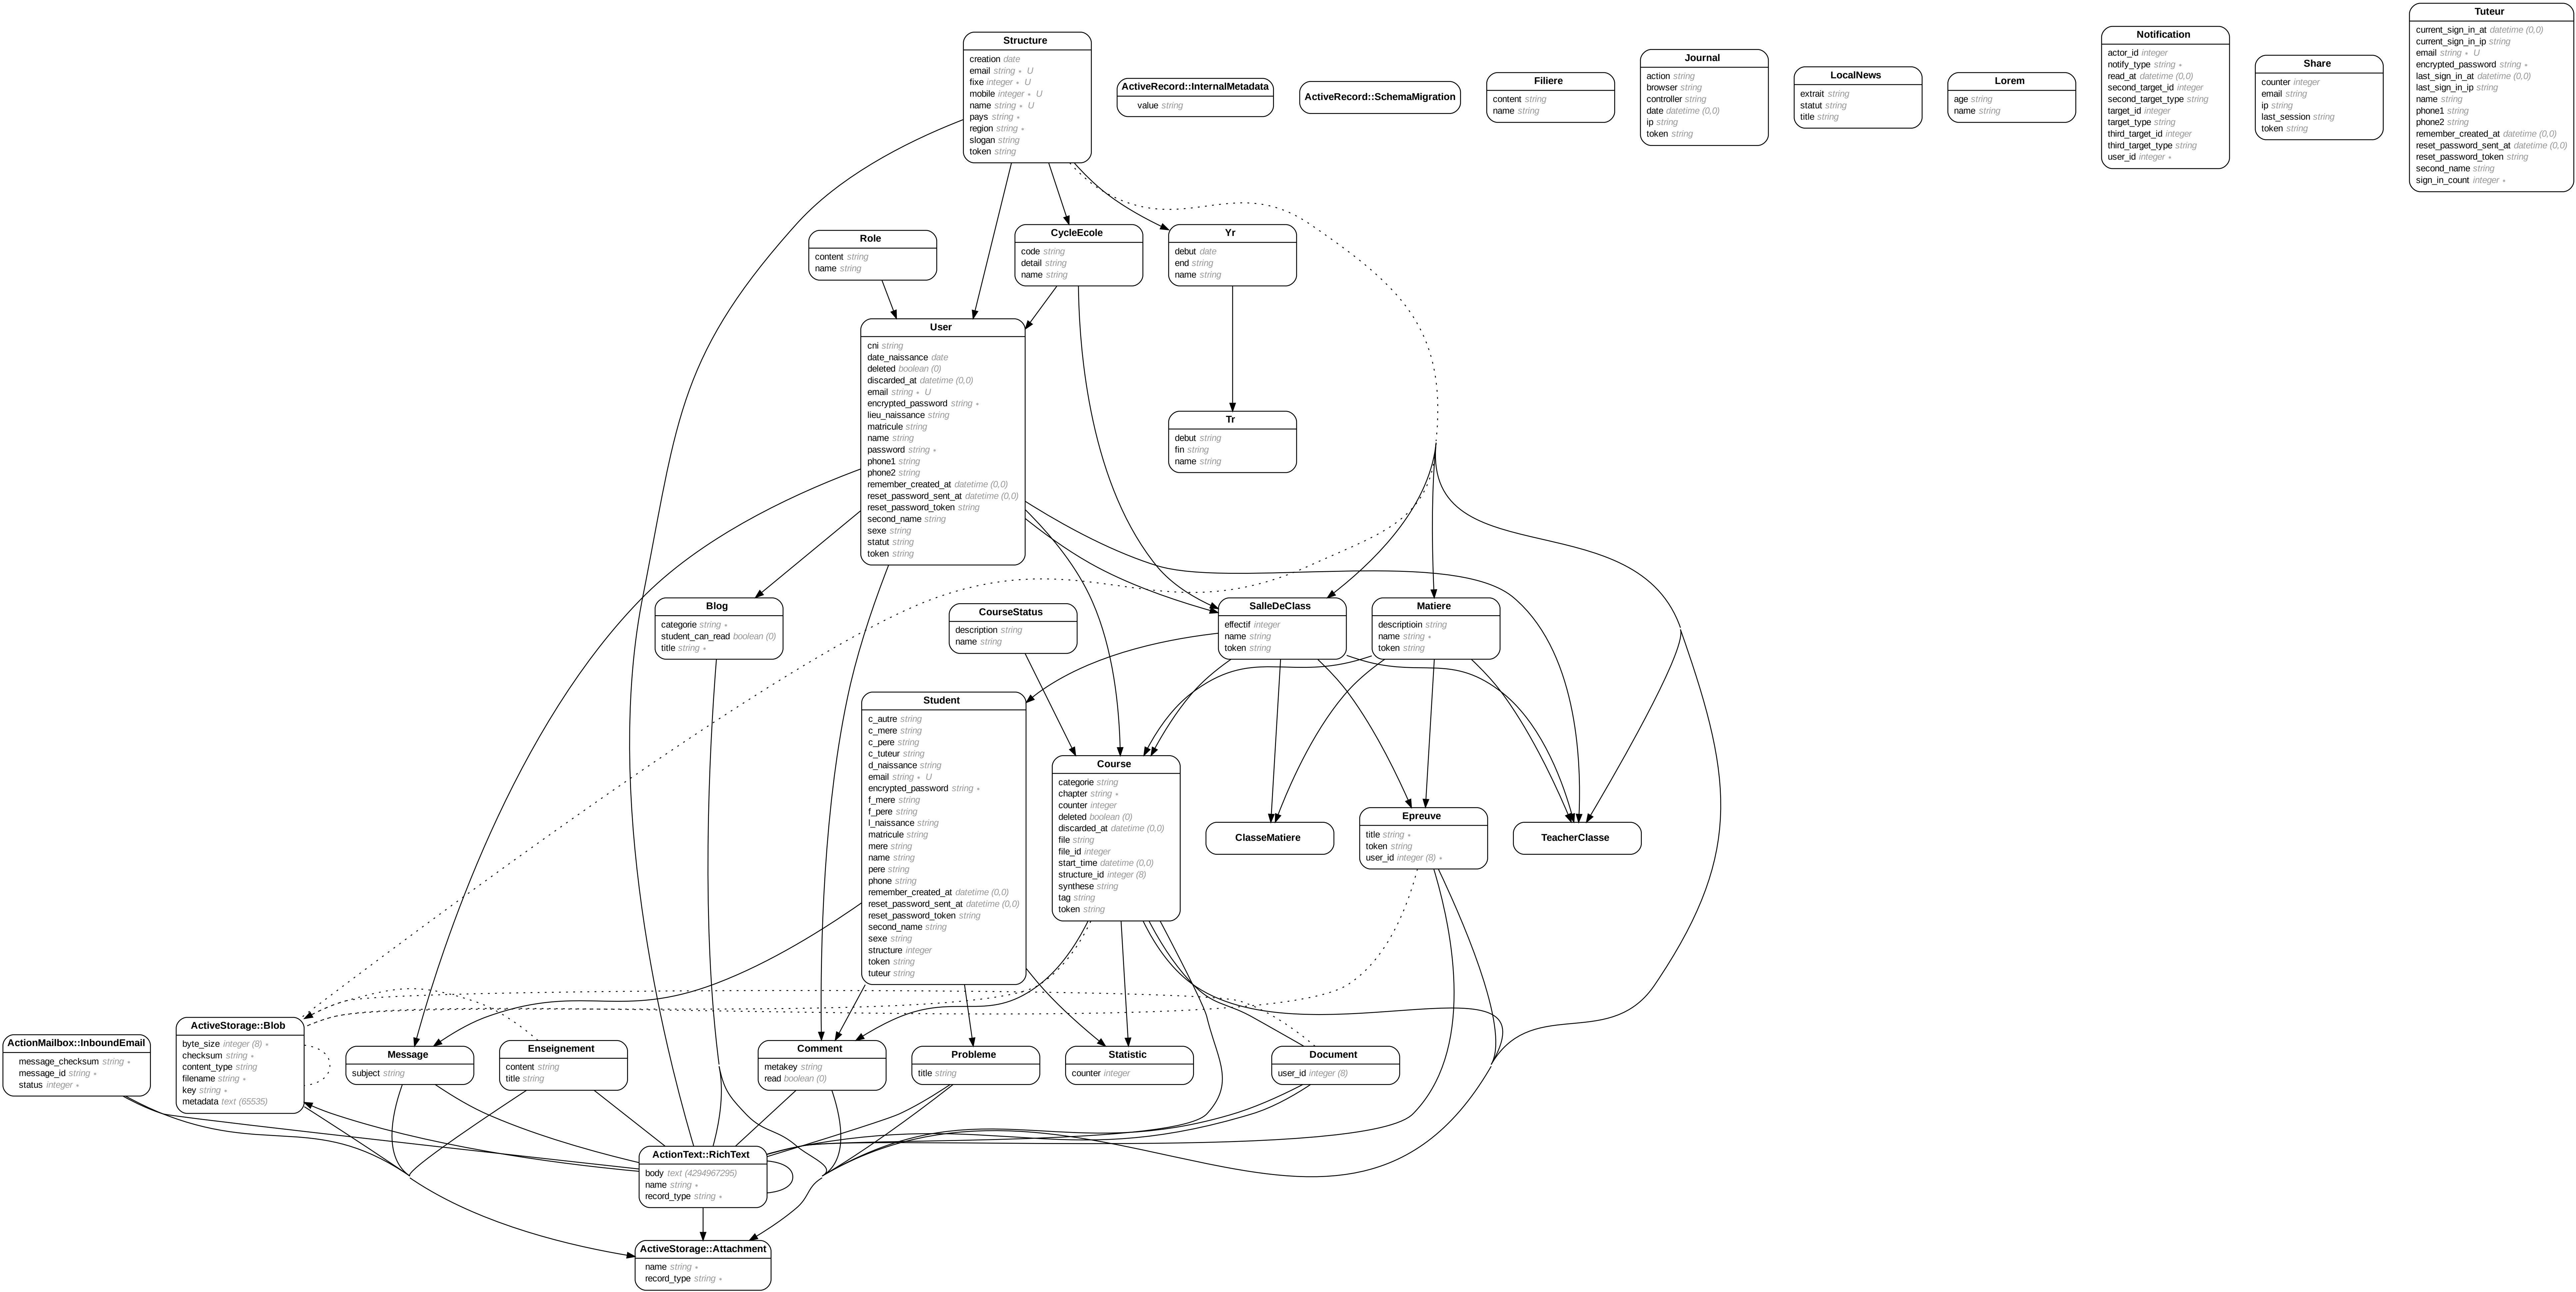 Structure
creation date
email string ∗ U
fixe integer ∗ U
mobile integer ∗ U
name string ∗ U
pays string ∗
region string ∗
slogan string
token string
ActiveRecord::InternalMetadata
value string
ActiveRecord::SchemaMigration
Filiere
content string
name string
Journal
action string
browser string
controller string
date datetime (0,0)
ip string
token string
LocalNews
extrait string
statut string
title string
Lorem
age string
name string
Notification
actor_id integer
notify_type string ∗
read_at datetime (0,0)
second_target_id integer
second_target_type string
target_id integer
target_type string
third_target_id integer
third_target_type string
user_id integer ∗
Share
counter integer
email string
ip string
last_session string
token string
Tuteur
current_sign_in_at datetime (0,0)
current_sign_in_ip string
email string ∗ U
encrypted_password string ∗
last_sign_in_at datetime (0,0)
last_sign_in_ip string
name string
phone1 string
phone2 string
remember_created_at datetime (0,0)
reset_password_sent_at datetime (0,0)
reset_password_token string
second_name string
sign_in_count integer ∗
Role
content string
name string
CycleEcole
code string
detail string
name string
Yr
debut date
end string
name string
User
cni string
date_naissance date
deleted boolean (0)
discarded_at datetime (0,0)
email string ∗ U
encrypted_password string ∗
lieu_naissance string
matricule string
name string
password string ∗
phone1 string
phone2 string
remember_created_at datetime (0,0)
reset_password_sent_at datetime (0,0)
reset_password_token string
second_name string
sexe string
statut string
token string
Tr
debut string
fin string
name string
Blog
categorie string ∗
student_can_read boolean (0)
title string ∗
CourseStatus
description string
name string
SalleDeClass
effectif integer
name string
token string
Matiere
descriptioin string
name string ∗
token string
Student
c_autre string
c_mere string
c_pere string
c_tuteur string
d_naissance string
email string ∗ U
encrypted_password string ∗
f_mere string
f_pere string
l_naissance string
matricule string
mere string
name string
pere string
phone string
remember_created_at datetime (0,0)
reset_password_sent_at datetime (0,0)
reset_password_token string
second_name string
sexe string
structure integer
token string
tuteur string
Course
categorie string
chapter string ∗
counter integer
deleted boolean (0)
discarded_at datetime (0,0)
file string
file_id integer
start_time datetime (0,0)
structure_id integer (8)
synthese string
tag string
token string
ClasseMatiere
Epreuve
title string ∗
token string
user_id integer (8) ∗
TeacherClasse
ActionMailbox::InboundEmail
message_checksum string ∗
message_id string ∗
status integer ∗
ActiveStorage::Blob
byte_size integer (8) ∗
checksum string ∗
content_type string
filename string ∗
key string ∗
metadata text (65535)
Message
subject string
Enseignement
content string
title string
Comment
metakey string
read boolean (0)
Probleme
title string
Statistic
counter integer
Document
user_id integer (8)
ActionText::RichText
body text (4294967295)
name string ∗
record_type string ∗
ActiveStorage::Attachment
name string ∗
record_type string ∗